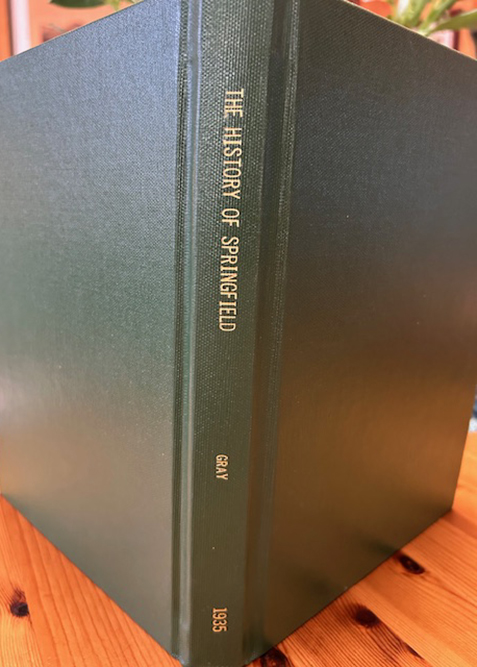 THE HISTORY OF SPRINGFIELD
GRAY
1935